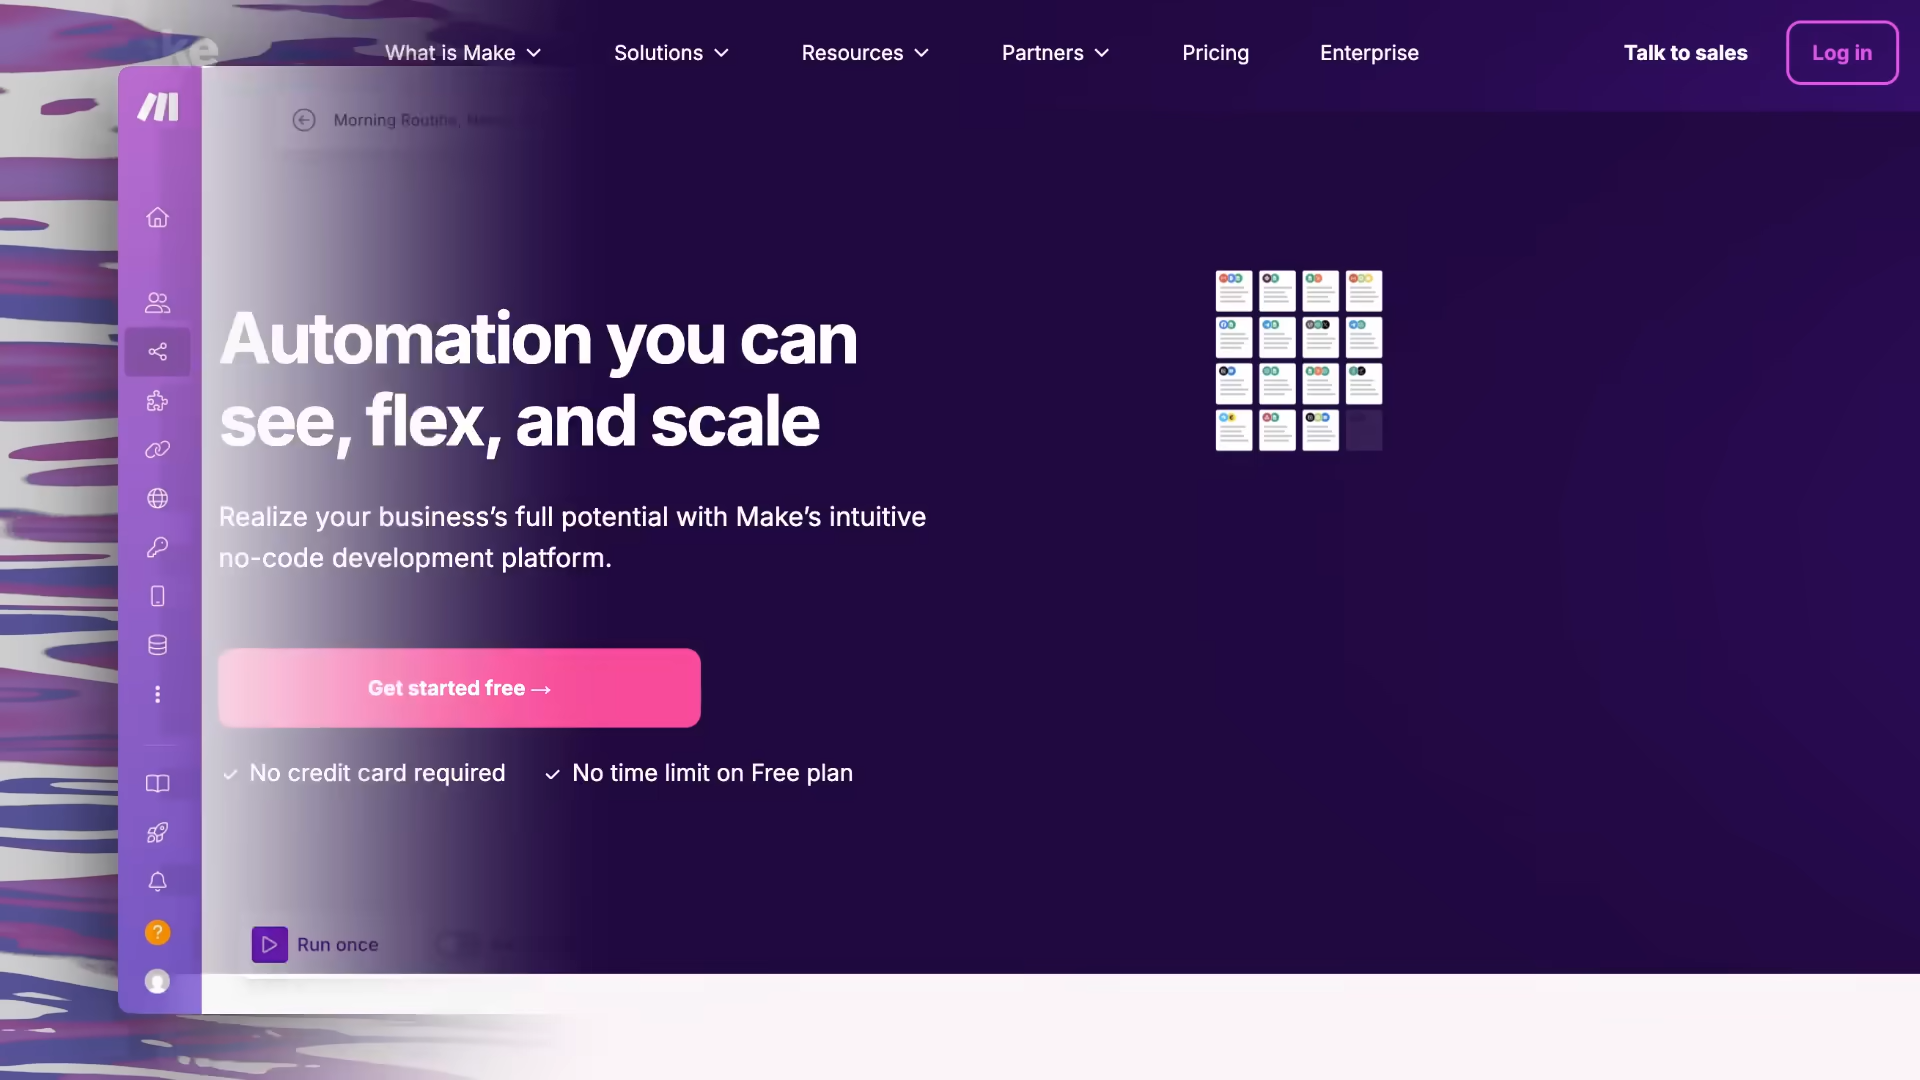 What is Make
Solutions
Resources
Partners
Pricing
Enterprise
Talk to sales
Log in
Morning Routine,
Automation you can
see, flex, and scale
Realize your business’s full potential with Make’s intuitive
no-code development platform.
Get started free →
No credit card required
No time limit on Free plan
Run once
?